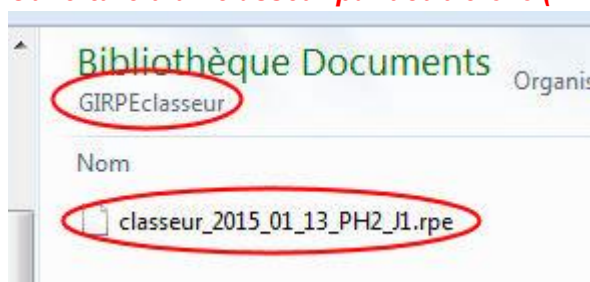 Bibliothèque Documents
Organis
GIRPEclasseur
Nom
classeur_2015_01_13_PH2_J1.rpe